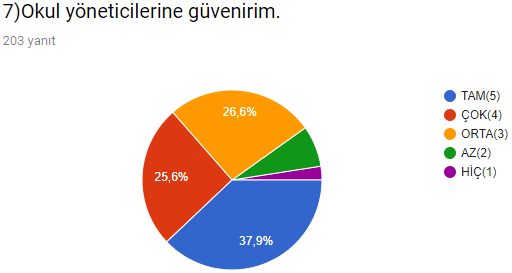 7)Okul yöneticilerine güvenirim.
203 yanıt
26,6%
25,6%
37,9%
TAM(5)
ÇOK(4)
ORTA(3)
AZ(2)
HİÇ(1)